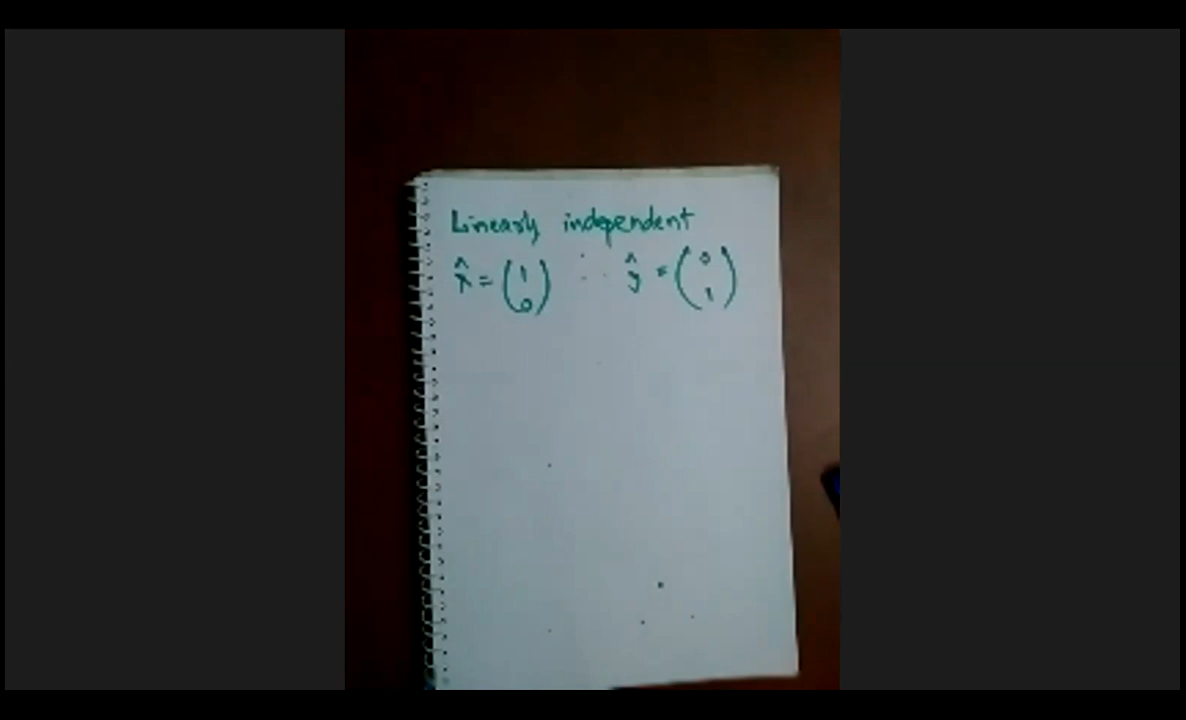 Linearly independent
x̂ = (1 0) ŷ = (0 1)